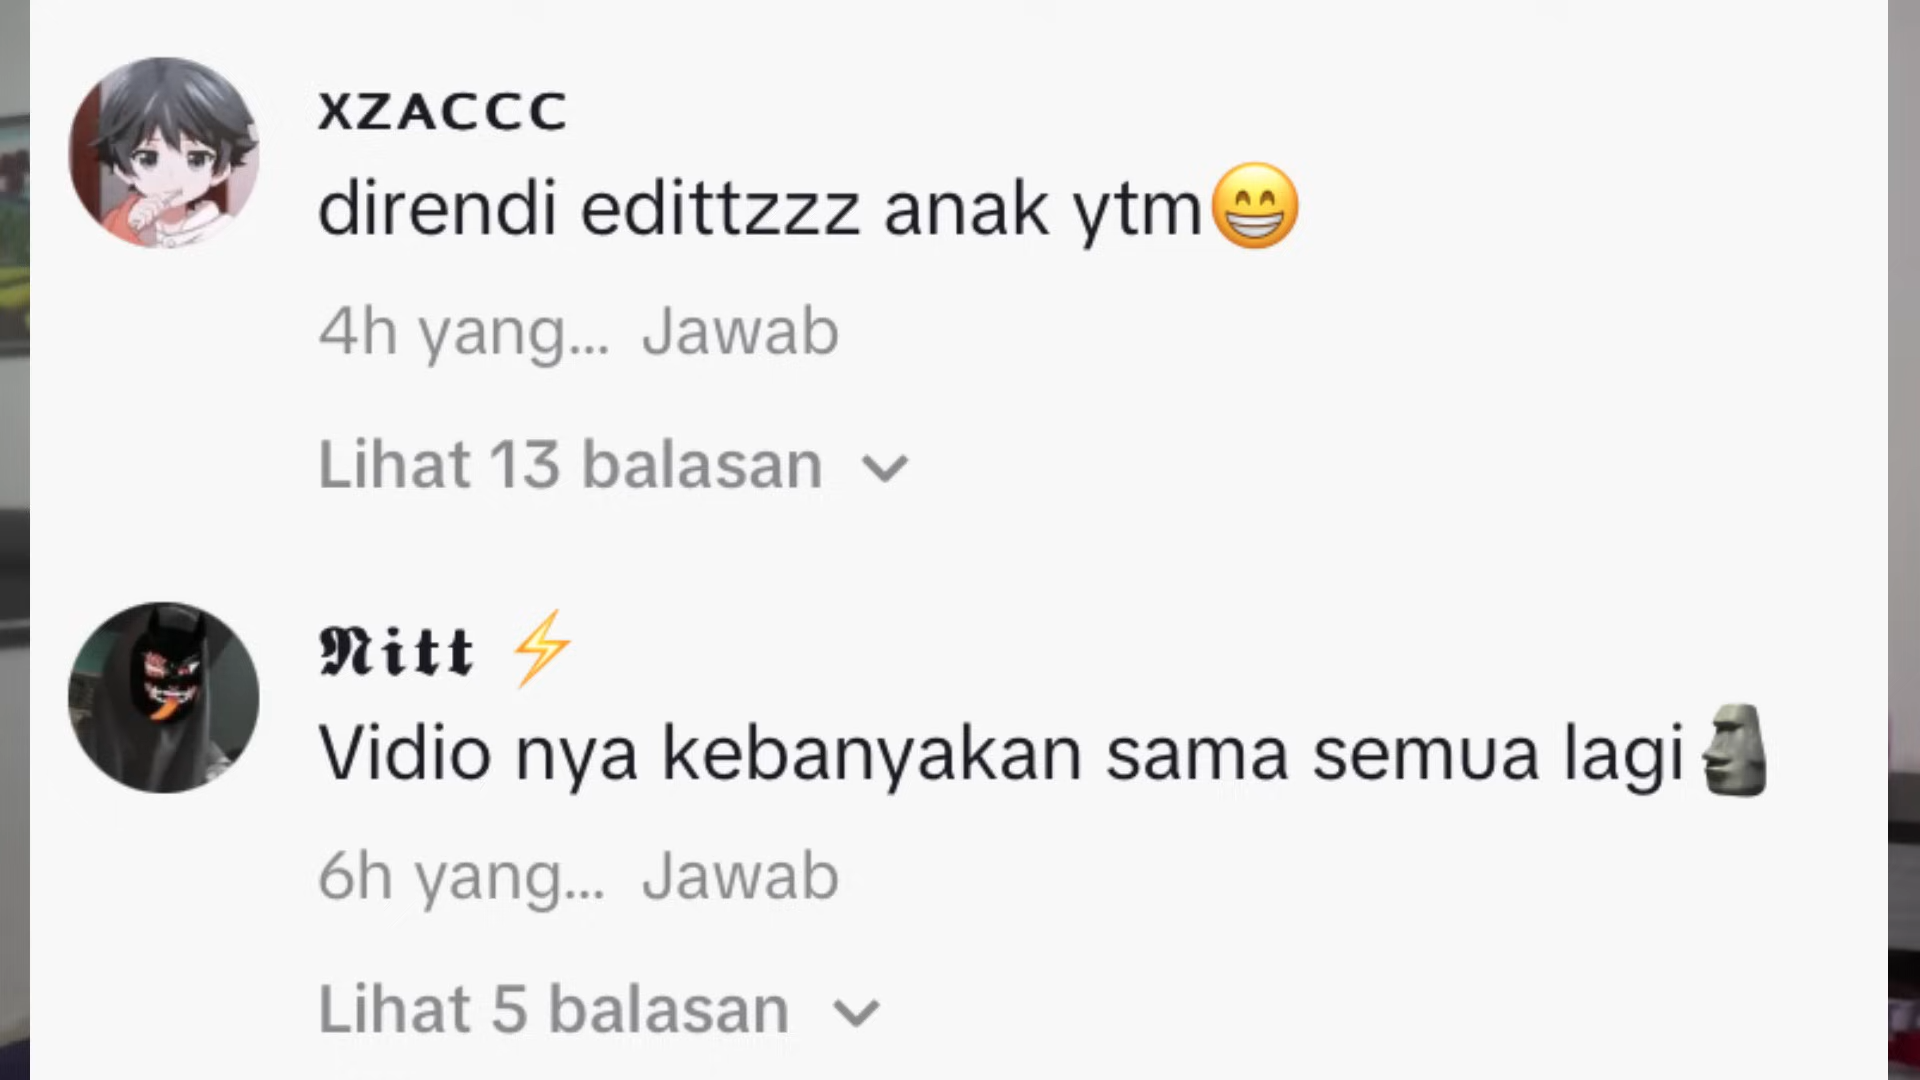 XZACCC
direndi edittzzz anak ytm😁
4h yang... Jawab
Lihat 13 balasan
𝕹𝖎𝖙𝖙 ⚡
Vidio nya kebanyakan sama semua lagi🗿
6h yang... Jawab
Lihat 5 balasan